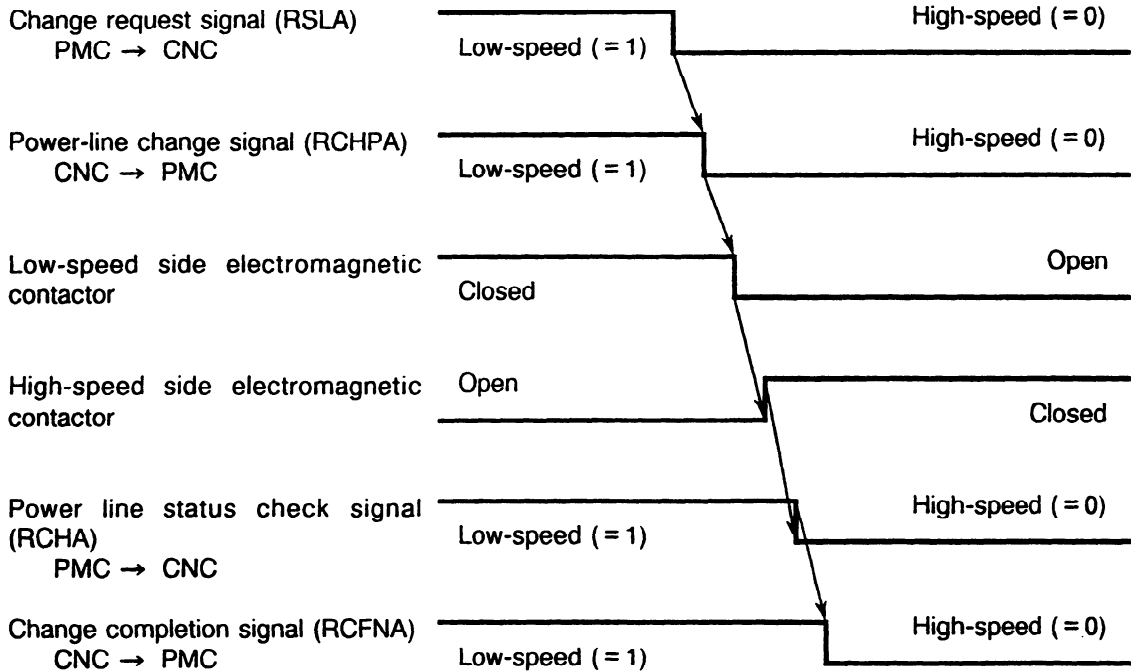 Change request signal (RSLA)
PMC → CNC
Low-speed (= 1)
High-speed (= 0)
Power-line change signal (RCHPA)
CNC → PMC
Low-speed (= 1)
High-speed (= 0)
Low-speed side electromagnetic
contactor
Closed
Open
High-speed side electromagnetic
contactor
Open
Closed
Power line status check signal
(RCHA)
PMC → CNC
Low-speed (= 1)
High-speed (= 0)
Change completion signal (RCFNA)
CNC → PMC
Low-speed (= 1)
High-speed (= 0)